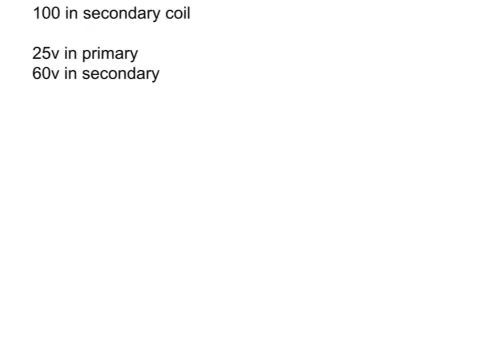 100 in secondary coil
25v in primary
60v in secondary